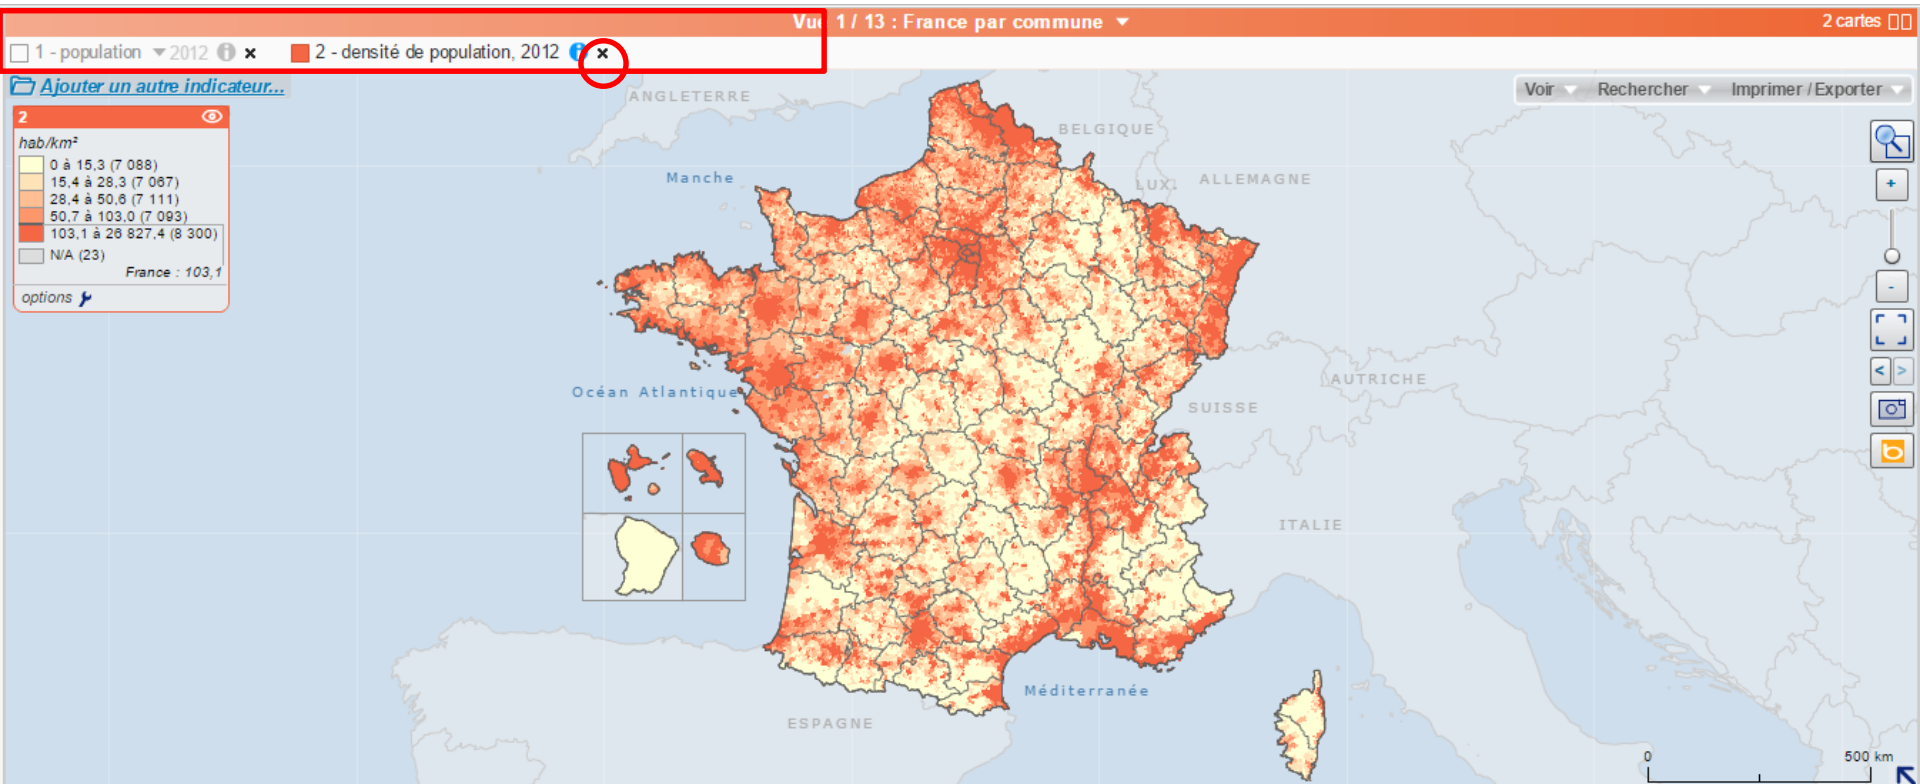 Vue 1 / 13 : France par commune
2 cartes
1 - population 2012
2 - densité de population, 2012
Ajouter un autre indicateur...
Voir
Rechercher
Imprimer / Exporter
2
hab/km²
0 à 15,3 (7 088)
15,4 à 28,3 (7 067)
28,4 à 50,6 (7 111)
50,7 à 103,0 (7 093)
103,1 à 26 827,4 (8 300)
N/A (23)
France : 103,1
options
ANGLETERRE
BELGIQUE
Manche
LUX.
ALLEMAGNE
Océan Atlantique
AUTRICHE
SUISSE
ITALIE
Méditerranée
ESPAGNE
+
-
< >
b
0
500 km